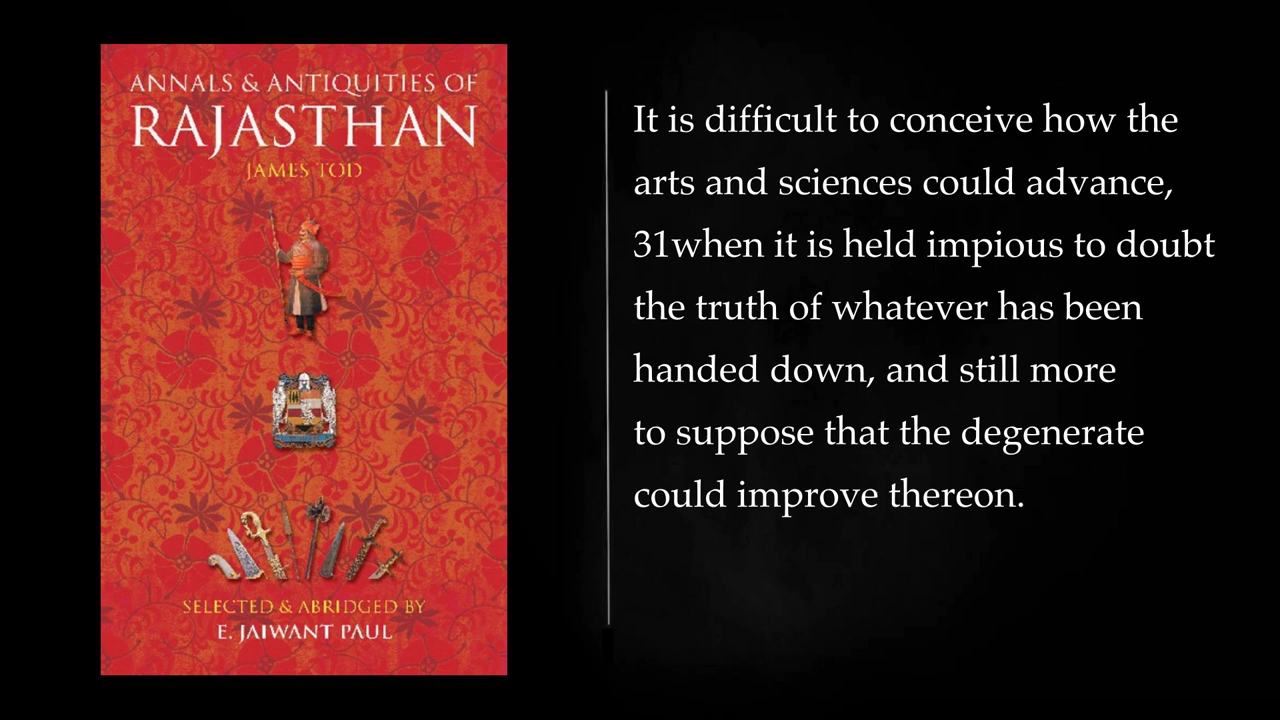 ANNALS & ANTIQUITIES OF
RAJASTHAN
JAMES TOD
SELECTED & ABRIDGED BY
E. JAIWANT PAUL
It is difficult to conceive how the
arts and sciences could advance,
31when it is held impious to doubt
the truth of whatever has been
handed down, and still more
to suppose that the degenerate
could improve thereon.